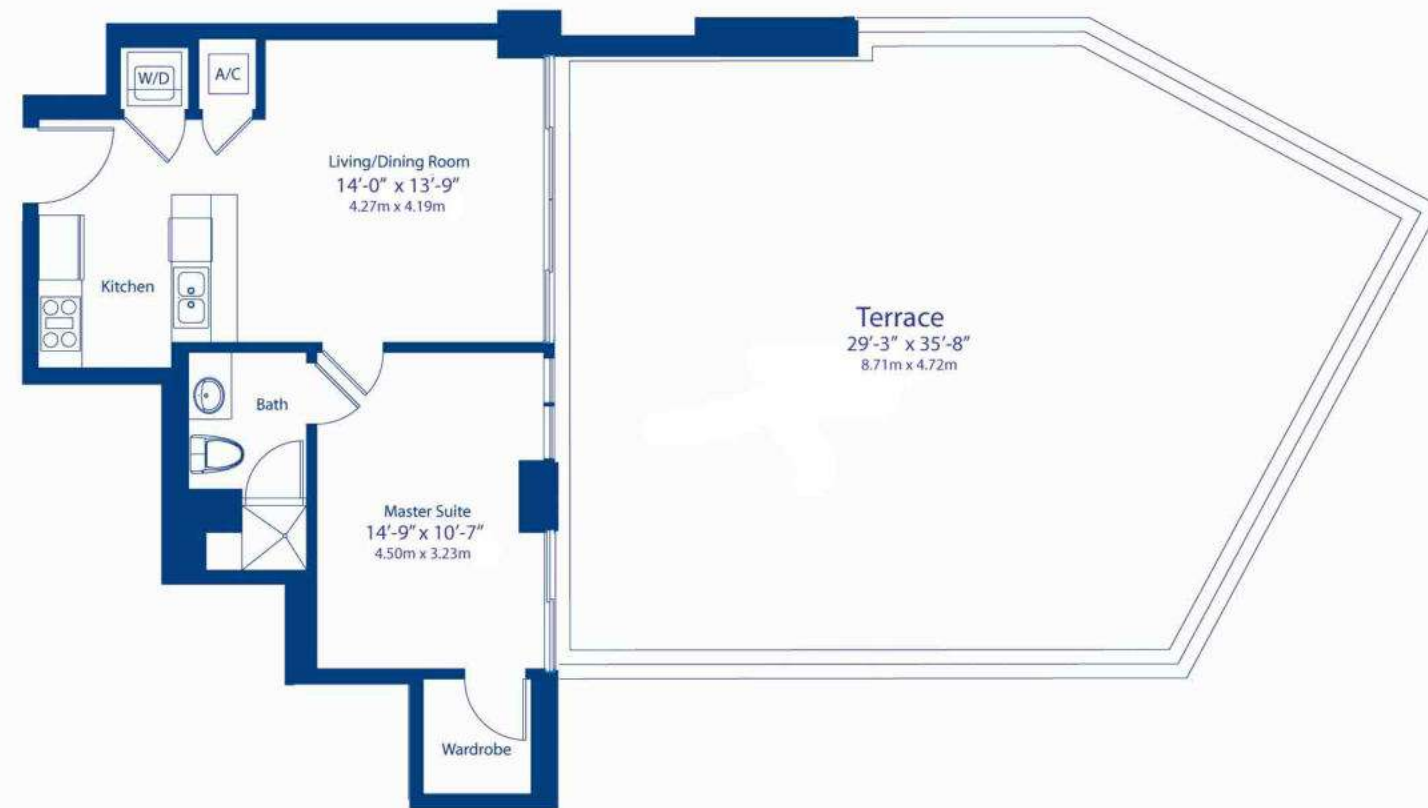 W/D
A/C
Living/Dining Room
14'-0" x 13'-9"
4.27m x 4.19m
Kitchen
Terrace
29'-3" x 35'-8"
8.71m x 4.72m
Bath
Master Suite
14'-9" x 10'-7"
4.50m x 3.23m
Wardrobe